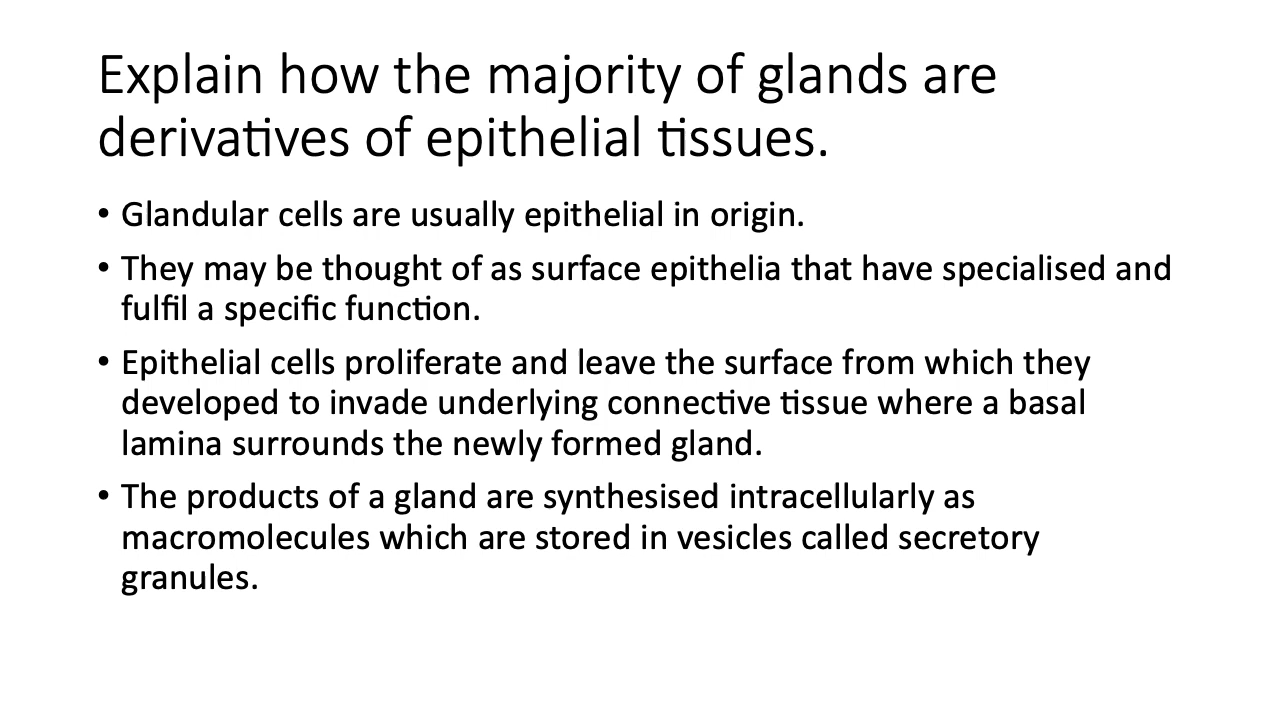 Explain how the majority of glands are
derivatives of epithelial tissues.
• Glandular cells are usually epithelial in origin.
• They may be thought of as surface epithelia that have specialised and
fulfil a specific function.
• Epithelial cells proliferate and leave the surface from which they
developed to invade underlying connective tissue where a basal
lamina surrounds the newly formed gland.
• The products of a gland are synthesised intracellularly as
macromolecules which are stored in vesicles called secretory
granules.